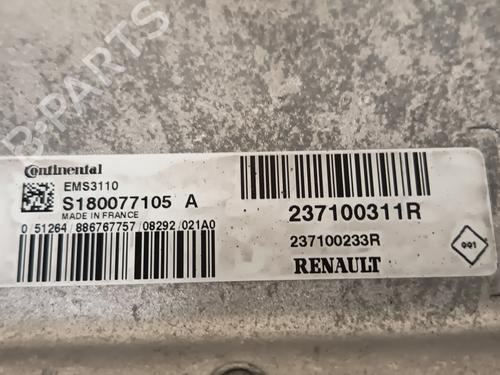 B-PARTS
Continental
EMS3110
S180077105 A
MADE IN FRANCE
0 51264 / 886767757 / 08292 / 021A0
237100311R
237100233R
RENAULT
001